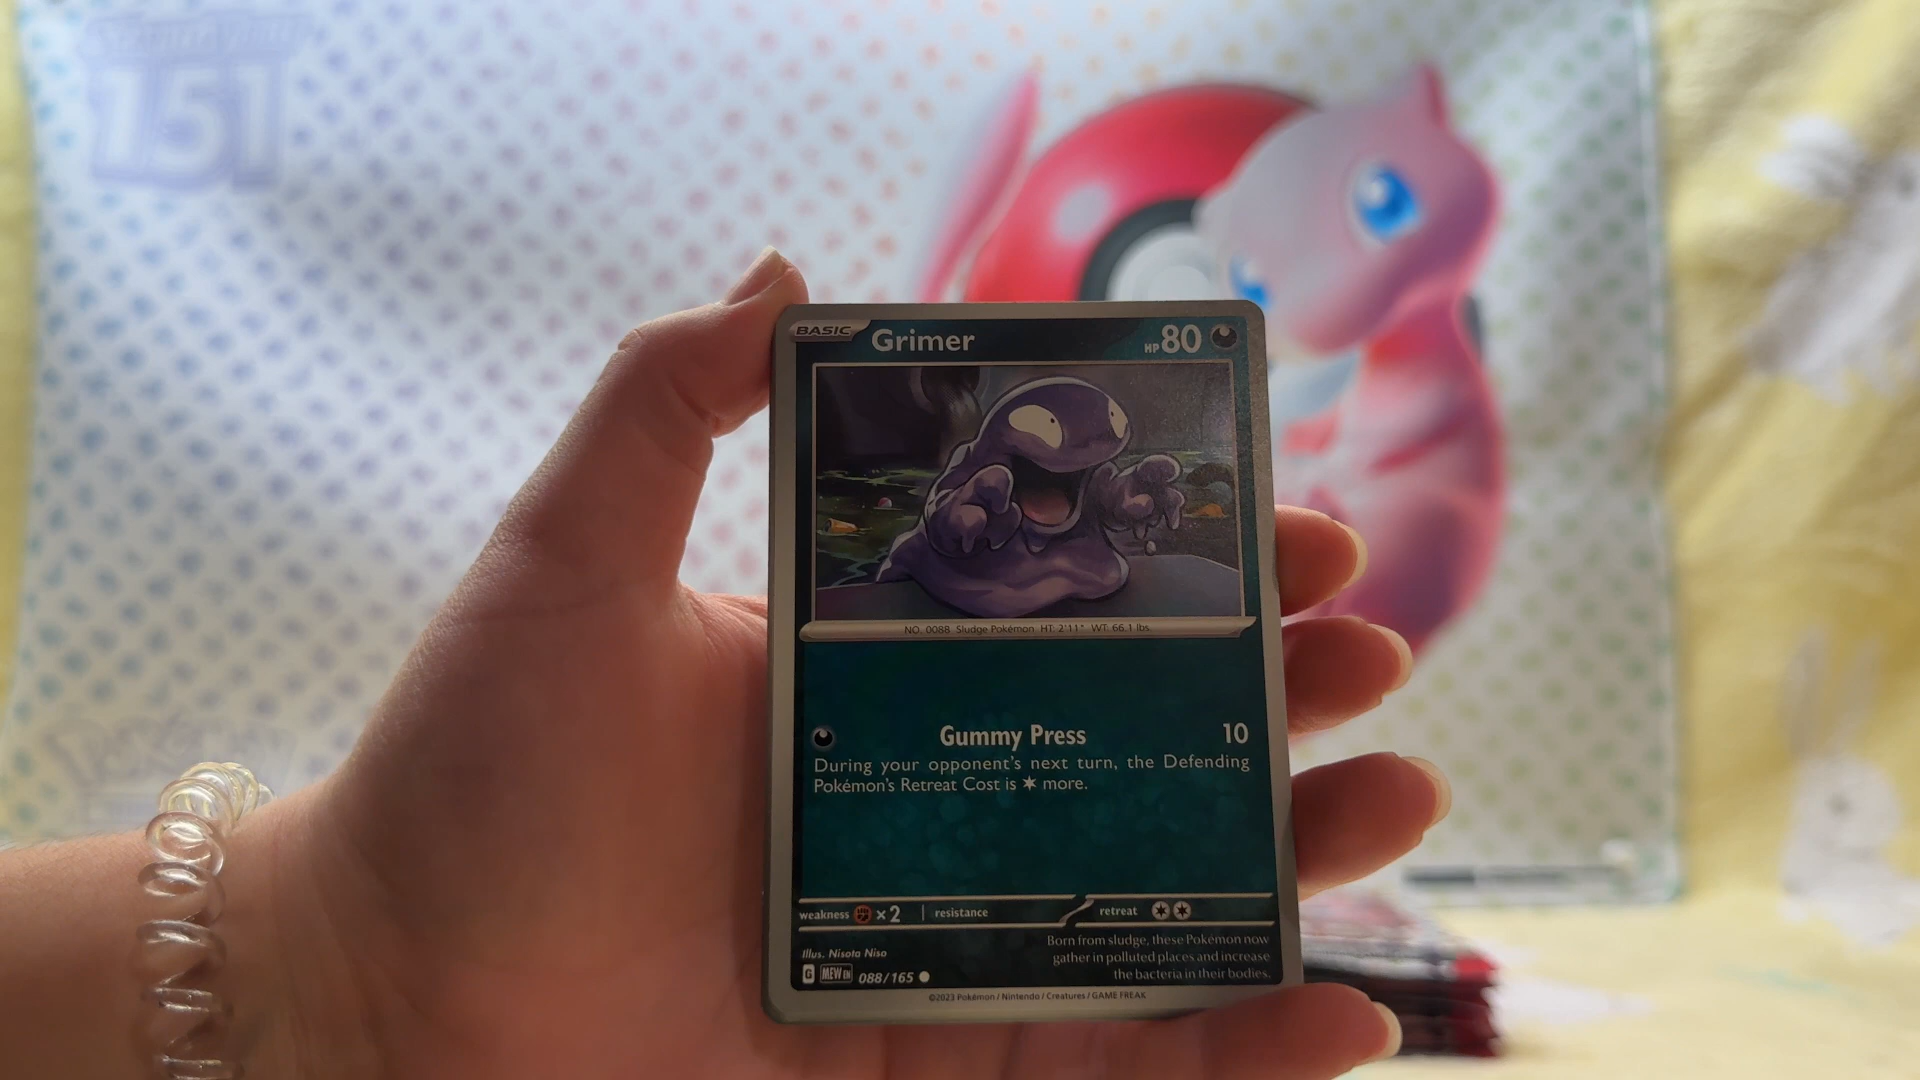 151
BASIC Grimer HP 80
NO. 0088 Sludge Pokémon HT: 2'11" WT: 66.1 lbs
Gummy Press 10
During your opponent's next turn, the Defending
Pokémon's Retreat Cost is more.
weakness ×2 resistance retreat
Illus. Nisota Niso
Born from sludge, these Pokémon now
gather in polluted places and increase
the bacteria in their bodies.
G MEW EN 088/165
©2023 Pokémon / Nintendo / Creatures / GAME FREAK